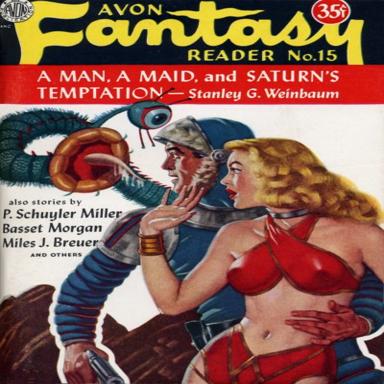 AVON
35¢
Fantasy
READER No.15
A MAN, A MAID, and SATURN'S
TEMPTATION—Stanley G. Weinbaum
also stories by
P. Schuyler Miller
Basset Morgan
Miles J. Breuer
AND OTHERS